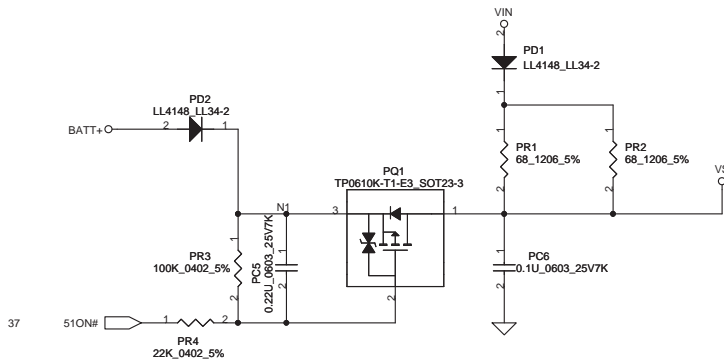 VIN
2
PD1
LL4148_LL34-2
1
PD2
LL4148_LL34-2
BATT+
2
1
1
PR1
68_1206_5%
2
1
PR2
68_1206_5%
2
PQ1
TP0610K-T1-E3_SOT23-3
VS
N1
3
1
2
1
PR3
100K_0402_5%
2
1
PC5
0.22U_0603_25V7K
2
1
PC6
0.1U_0603_25V7K
2
37
51ON#
1
2
PR4
22K_0402_5%